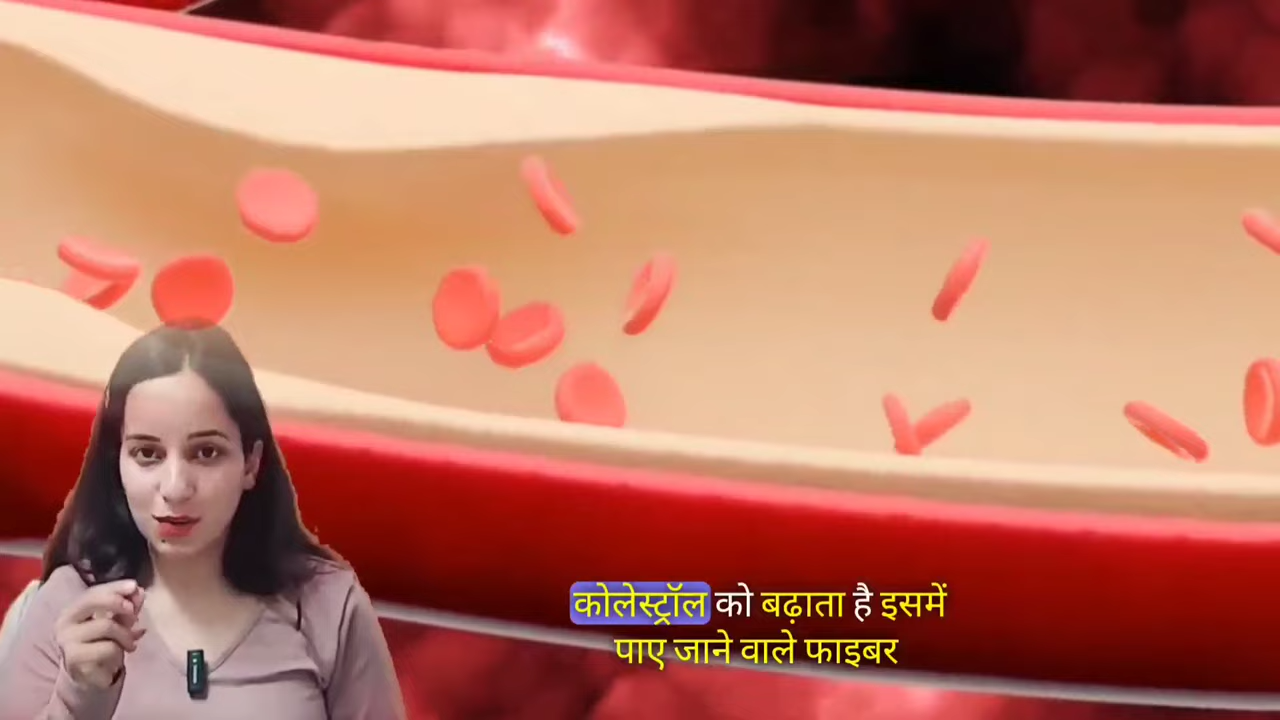 कोलेस्ट्रॉल को बढ़ाता है इसमें
पाए जाने वाले फाइबर